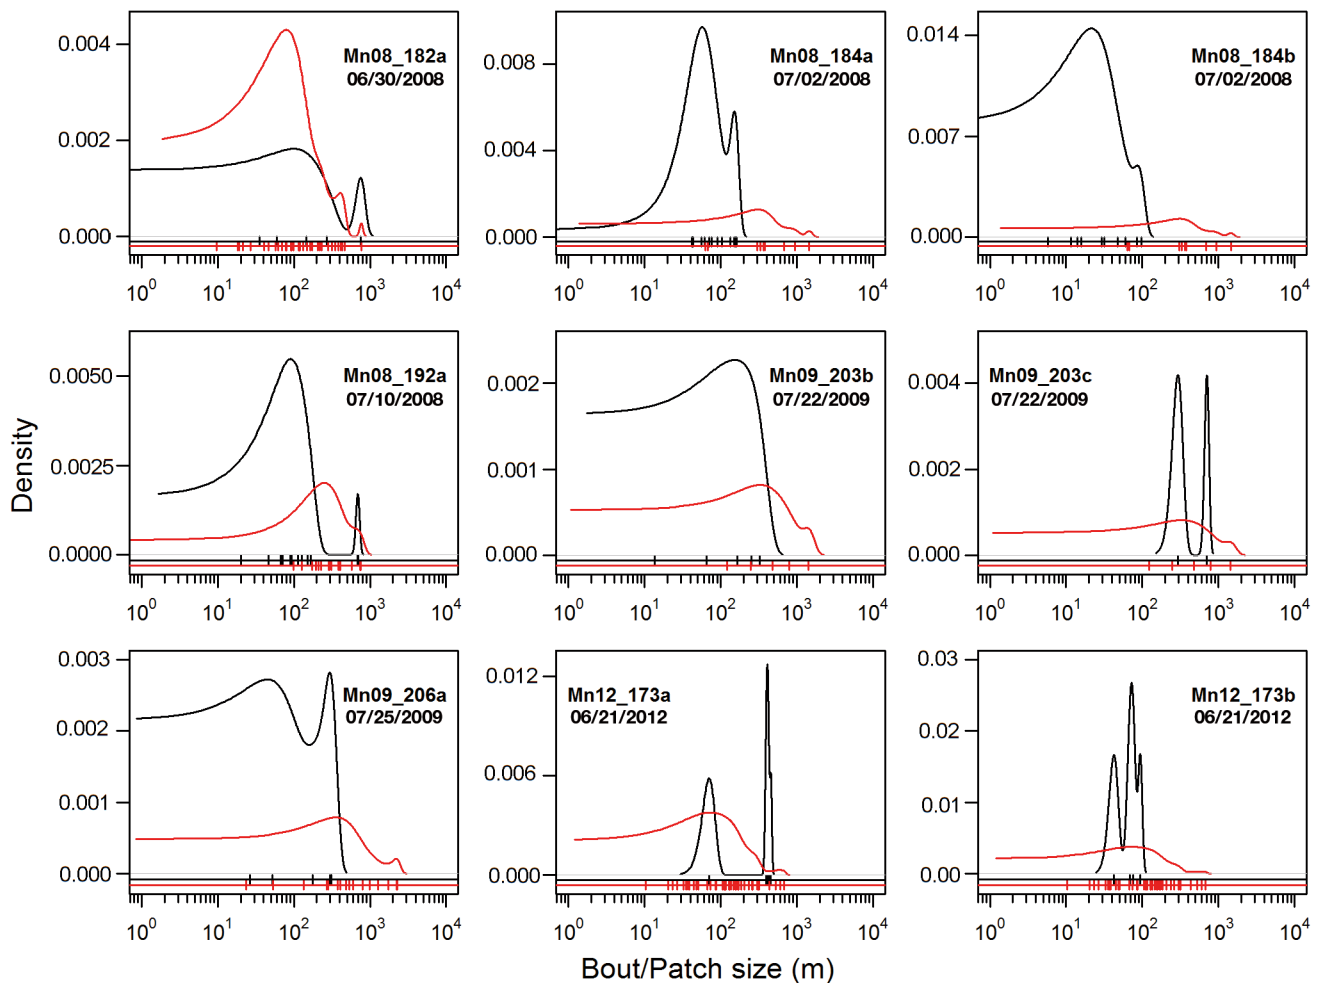 Mn08_182a
06/30/2008
0.004
0.002
0.000
10^0 10^1 10^2 10^3 10^4
Mn08_184a
07/02/2008
0.008
0.004
0.000
10^0 10^1 10^2 10^3 10^4
Mn08_184b
07/02/2008
0.014
0.007
0.000
10^0 10^1 10^2 10^3 10^4
Mn08_192a
07/10/2008
0.0050
0.0025
0.0000
10^0 10^1 10^2 10^3 10^4
Mn09_203b
07/22/2009
0.002
0.001
0.000
10^0 10^1 10^2 10^3 10^4
Mn09_203c
07/22/2009
0.004
0.002
0.000
10^0 10^1 10^2 10^3 10^4
Mn09_206a
07/25/2009
0.003
0.002
0.001
0.000
10^0 10^1 10^2 10^3 10^4
Mn12_173a
06/21/2012
0.012
0.006
0.000
10^0 10^1 10^2 10^3 10^4
Mn12_173b
06/21/2012
0.03
0.02
0.01
0.00
10^0 10^1 10^2 10^3 10^4
Density
Bout/Patch size (m)